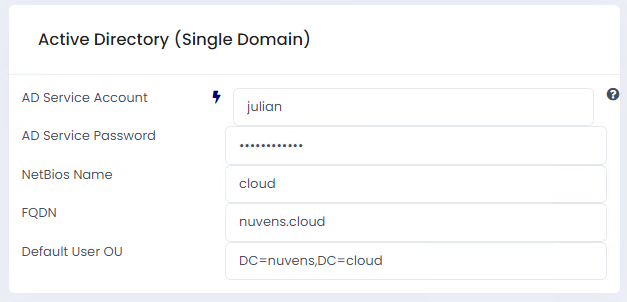 Active Directory (Single Domain)
AD Service Account julian
AD Service Password ••••••••••••
NetBios Name cloud
FQDN nuvens.cloud
Default User OU DC=nuvens,DC=cloud